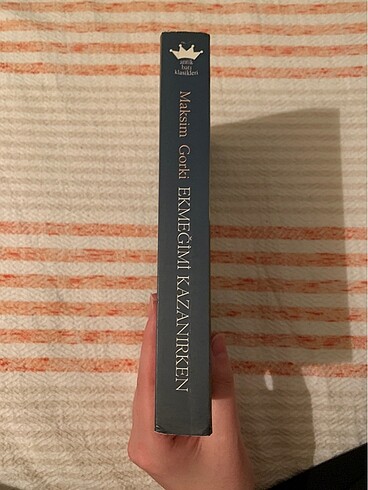 antik
batı
klasikleri
Maksim Gorki EKMEĞİMİ KAZANIRKEN